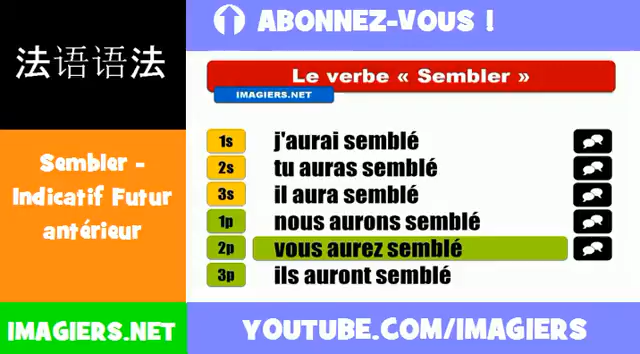 法语语法
Sembler -
Indicatif Futur
antérieur
IMAGIERS.NET
ABONNEZ-VOUS !
Le verbe « Sembler »
IMAGIERS.NET
1s j'aurai semblé
2s tu auras semblé
3s il aura semblé
1p nous aurons semblé
2p vous aurez semblé
3p ils auront semblé
YOUTUBE.COM/IMAGIERS